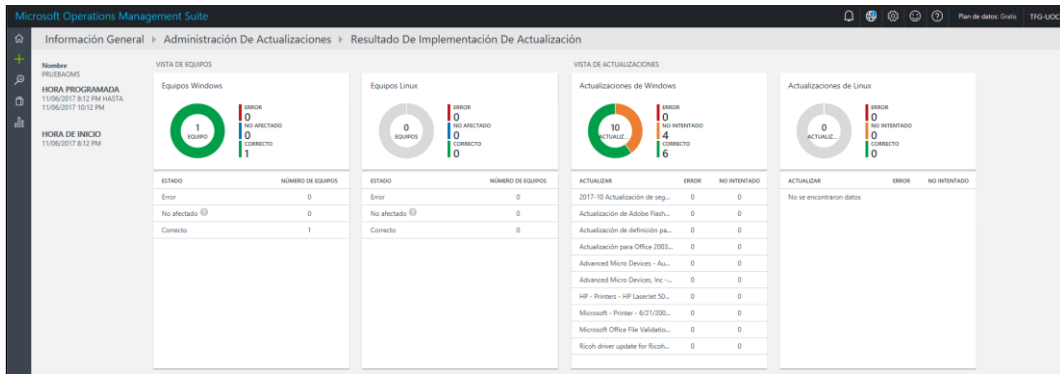 Microsoft Operations Management Suite
Plan de datos: Gratis
TFG-UOC
Información General ▸ Administración De Actualizaciones ▸ Resultado De Implementación De Actualización
Nombre
PRUEBAOMS
HORA PROGRAMADA
11/06/2017 8:12 PM HASTA
11/06/2017 10:12 PM
HORA DE INICIO
11/06/2017 8:12 PM
VISTA DE EQUIPOS
Equipos Windows
1
EQUIPO
ERROR
0
NO AFECTADO
0
CORRECTO
1
ESTADO NÚMERO DE EQUIPOS
Error 0
No afectado 0
Correcto 1
Equipos Linux
0
EQUIPOS
ERROR
0
NO AFECTADO
0
CORRECTO
0
ESTADO NÚMERO DE EQUIPOS
Error 0
No afectado 0
Correcto 0
VISTA DE ACTUALIZACIONES
Actualizaciones de Windows
10
ACTUALIZ...
ERROR
0
NO INTENTADO
4
CORRECTO
6
ACTUALIZAR ERROR NO INTENTADO
2017-10 Actualización de seg... 0 0
Actualización de Adobe Flash... 0 0
Actualización de definición pa... 0 0
Actualización para Office 2003... 0 0
Advanced Micro Devices - Au... 0 0
Advanced Micro Devices, Inc -... 0 0
HP - Printers - HP LaserJet 50... 0 0
Microsoft - Printer - 6/21/200... 0 0
Microsoft Office File Validatio... 0 0
Ricoh driver update for Ricoh... 0 0
Actualizaciones de Linux
0
ACTUALIZ...
ERROR
0
NO INTENTADO
0
CORRECTO
0
ACTUALIZAR ERROR NO INTENTADO
No se encontraron datos